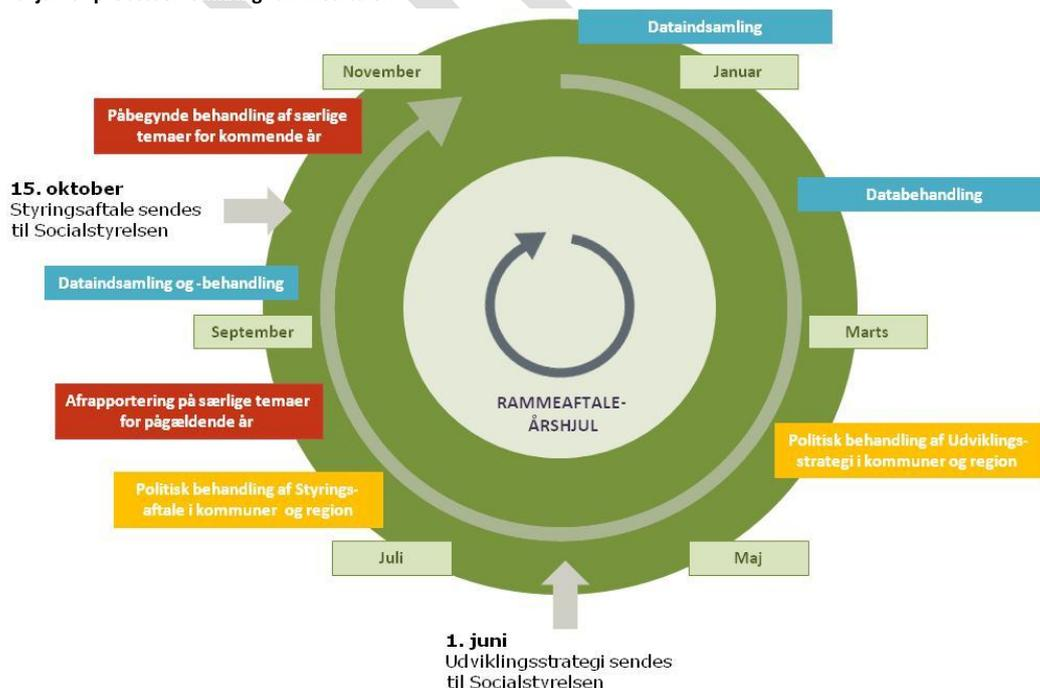 Dataindsamling
November
Januar
Påbegynde behandling af særlige
temaer for kommende år
15. oktober
Styringsaftale sendes
til Socialstyrelsen
Databehandling
Dataindsamling og -behandling
September
Marts
RAMMEAFTALE-
ÅRSHJUL
Afrapportering på særlige temaer
for pågældende år
Politisk behandling af Udviklings-
strategi i kommuner og region
Politisk behandling af Styrings-
aftale i kommuner og region
Juli
Maj
1. juni
Udviklingsstrategi sendes
til Socialstyrelsen